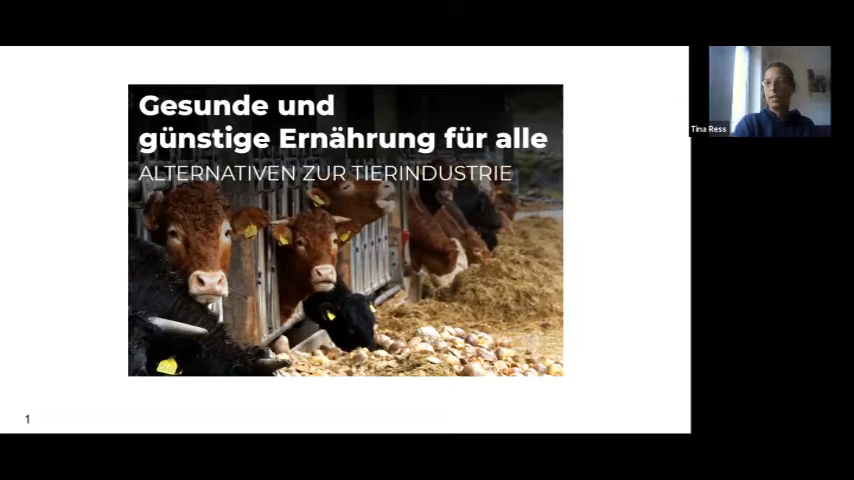 Gesunde und
günstige Ernährung für alle
ALTERNATIVEN ZUR TIERINDUSTRIE
Tina Ress
1